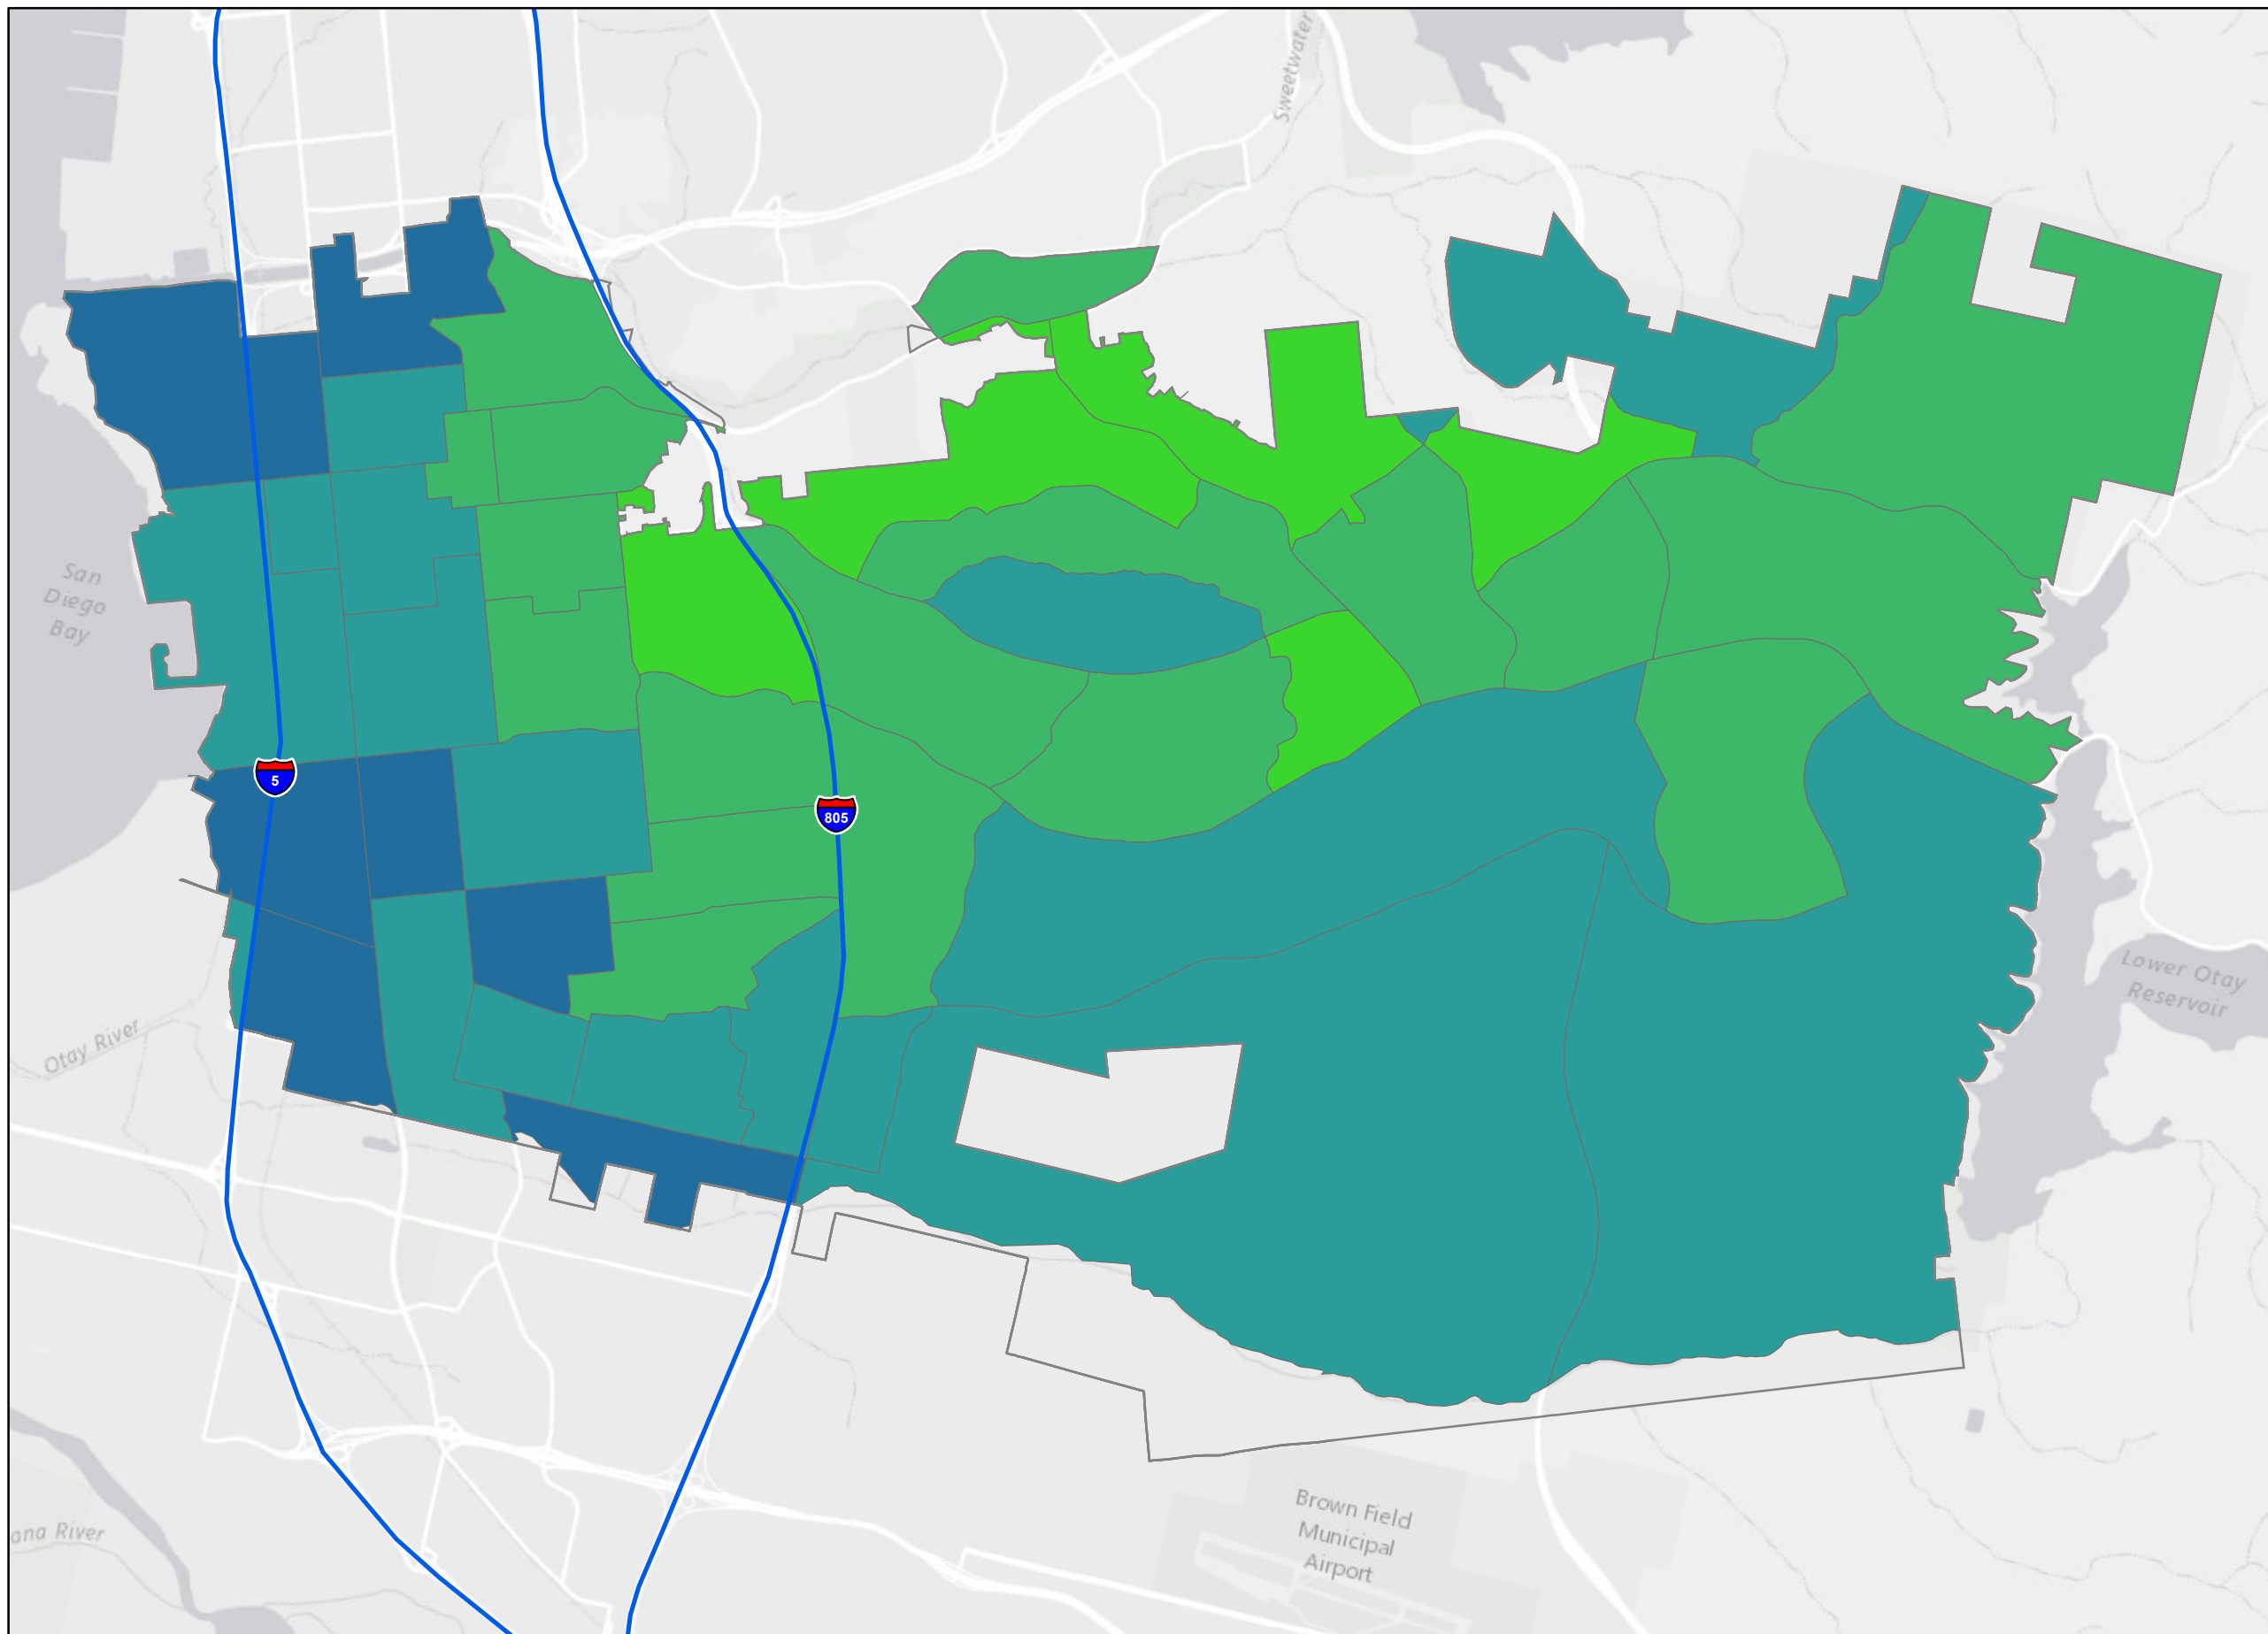 Sweetwater
San
Diego
Bay
5
805
Lower Otay
Reservoir
Otay River
Brown Field
Municipal
Airport
ana River